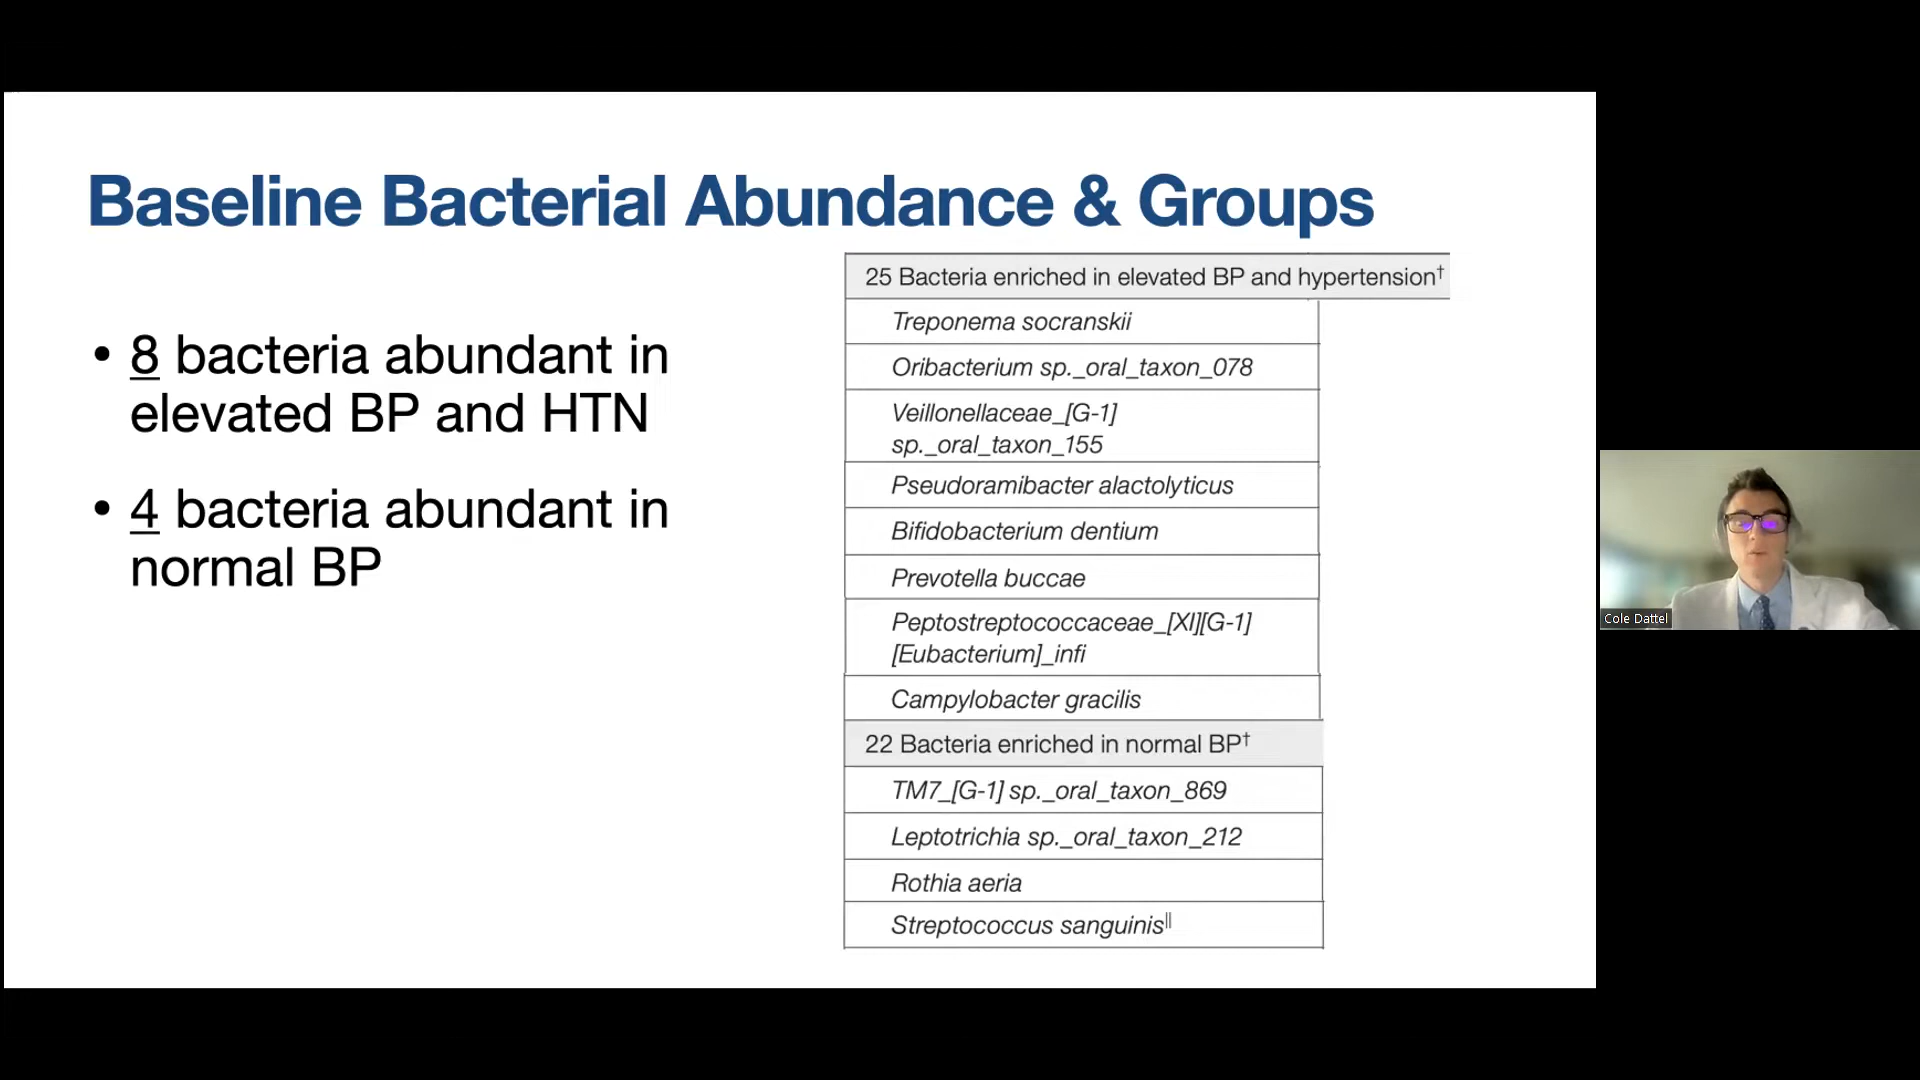 Baseline Bacterial Abundance & Groups
• 8 bacteria abundant in
elevated BP and HTN
• 4 bacteria abundant in
normal BP
25 Bacteria enriched in elevated BP and hypertension†
Treponema socranskii
Oribacterium sp._oral_taxon_078
Veillonellaceae_[G-1]
sp._oral_taxon_155
Pseudoramibacter alactolyticus
Bifidobacterium dentium
Prevotella buccae
Peptostreptococcaceae_[XI][G-1]
[Eubacterium]_infi
Campylobacter gracilis
22 Bacteria enriched in normal BP†
TM7_[G-1] sp._oral_taxon_869
Leptotrichia sp._oral_taxon_212
Rothia aeria
Streptococcus sanguinis||
Cole Dattel